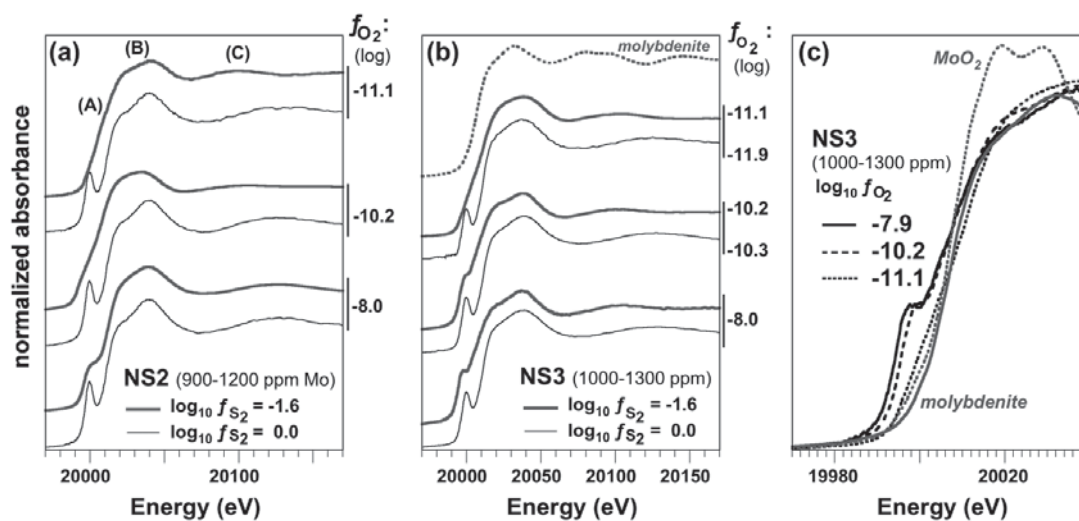 normalized absorbance
(a)
(A)
(B)
(C)
fO2:
(log)
-11.1
-10.2
-8.0
NS2 (900-1200 ppm Mo)
log10 fS2 = -1.6
log10 fS2 = 0.0
20000
20100
Energy (eV)
(b)
molybdenite
fO2:
(log)
-11.1
-11.9
-10.2
-10.3
-8.0
NS3 (1000-1300 ppm)
log10 fS2 = -1.6
log10 fS2 = 0.0
20000
20050
20100
20150
Energy (eV)
(c)
MoO2
NS3
(1000-1300 ppm)
log10 fO2
-7.9
-10.2
-11.1
molybdenite
19980
20020
Energy (eV)